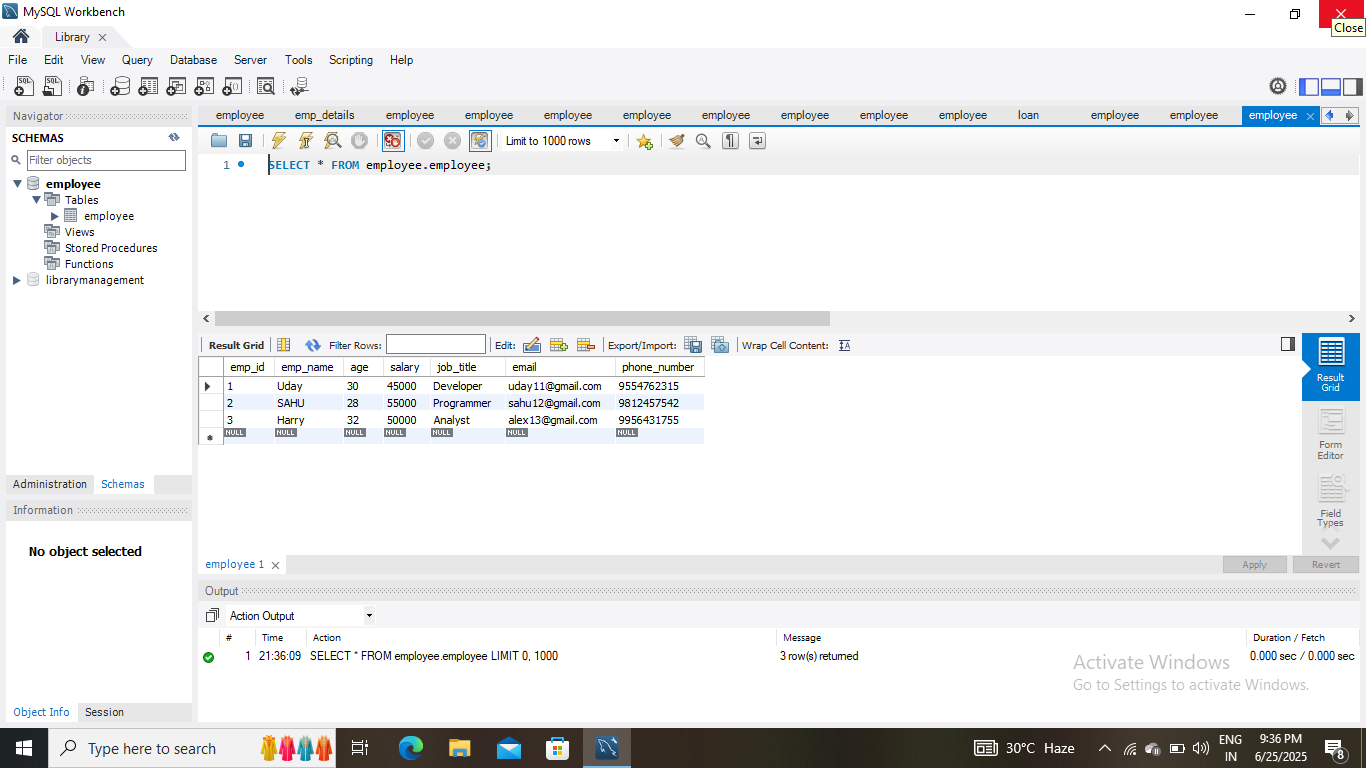 MySQL Workbench
Close
Library
File Edit View Query Database Server Tools Scripting Help
Navigator
SCHEMAS
Filter objects
employee
Tables
employee
Views
Stored Procedures
Functions
librarymanagement
Administration Schemas
Information
No object selected
Object Info Session
employee emp_details employee employee employee employee employee employee employee employee loan employee employee employee
Limit to 1000 rows
1 SELECT * FROM employee.employee;
Result Grid Filter Rows: Edit: Export/Import: Wrap Cell Content:
emp_id emp_name age salary job_title email phone_number
1 Uday 30 45000 Developer uday11@gmail.com 9554762315
2 SAHU 28 55000 Programmer sahu12@gmail.com 9812457542
3 Harry 32 50000 Analyst alex13@gmail.com 9956431755
NULL NULL NULL NULL NULL NULL NULL
Result
Grid
Form
Editor
Field
Types
employee 1
Apply Revert
Output
Action Output
# Time Action Message Duration / Fetch
1 21:36:09 SELECT * FROM employee.employee LIMIT 0, 1000 3 row(s) returned 0.000 sec / 0.000 sec
Activate Windows
Go to Settings to activate Windows.
Type here to search
30°C Haze
ENG
IN
9:36 PM
6/25/2025
8